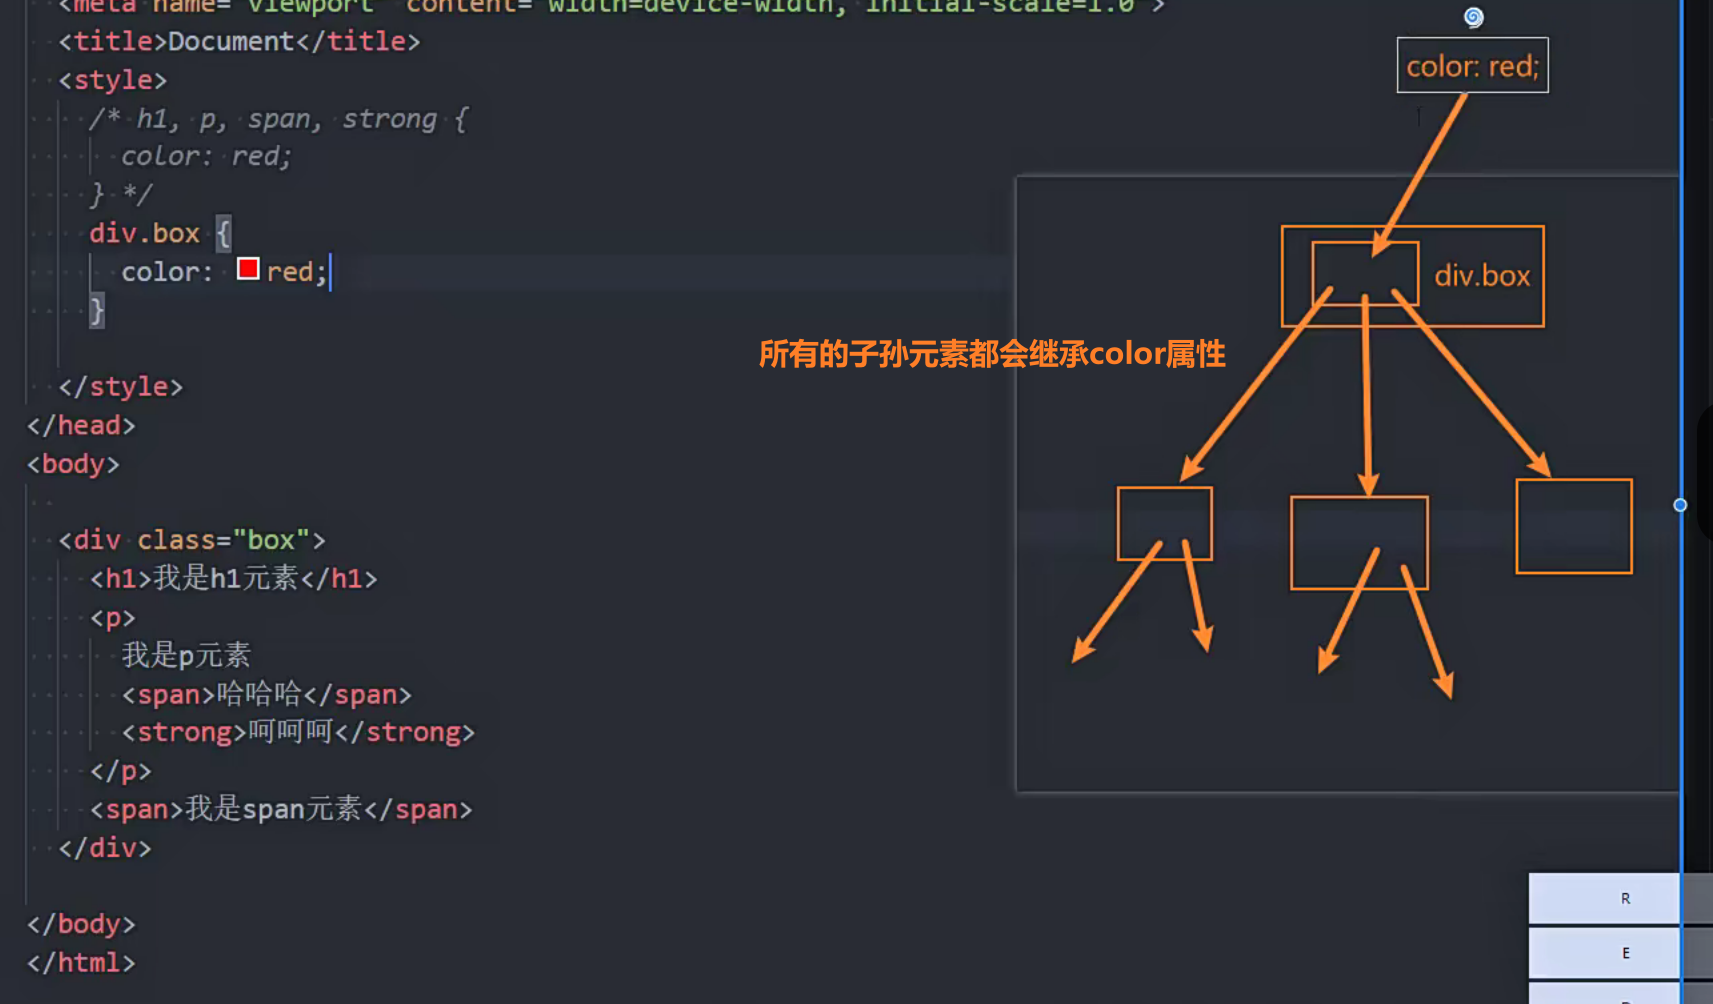 <meta name="viewport" content="width=device-width, initial-scale=1.0">
<title>Document</title>
<style>
/* h1, p, span, strong {
color: red;
} */
div.box {
color: red;
}
</style>
</head>
<body>
<div class="box">
<h1>我是h1元素</h1>
<p>
我是p元素
<span>哈哈哈</span>
<strong>呵呵呵</strong>
</p>
<span>我是span元素</span>
</div>
</body>
</html>
color: red;
div.box
所有的子孙元素都会继承color属性
R
E